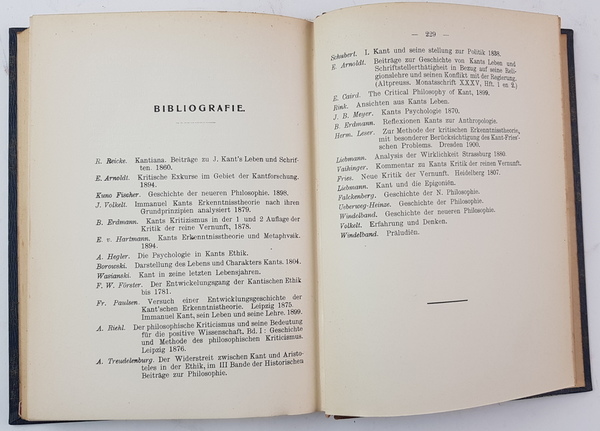 BIBLIOGRAFIE.
R. Reicke. Kantiana. Beiträge zu J. Kant's Leben und Schrif-
ten. 1860.
E. Arnoldt. Kritische Exkurse im Gebiet der Kantforschung.
1894.
Kuno Fischer. Geschichte der neueren Philosophie. 1898.
J. Volkelt. Immanuel Kants Erkenntnisstheorie nach ihren
Grundprinzipien analysiert 1879.
B. Erdmann. Kants Kritizismus in der 1 und 2 Auflage der
Kritik der reine Vernunft, 1878.
E. v. Hartmann. Kants Erkenntnisstheorie und Metaphysik.
1894.
A. Hegler. Die Psychologie in Kants Ethik.
Borowski. Darstellung des Lebens und Charakters Kants. 1804.
Wasianski. Kant in zeine letzten Lebensjahren.
F. W. Förster. Der Entwickelungsgang der Kantischen Ethik
bis 1781.
Fr. Paulsen. Versuch einer Entwicklungsgeschichte der
Kant'schen Erkenntnistheorie. Leipzig 1875.
Immanuel Kant, sein Leben und seine Lehre. 1899.
A. Riehl. Der philosophische Kriticismus und seine Bedeutung
für die positive Wissenschaft, Bd. I: Geschichte
und Methode des philosophischen Kriticismus.
Leipzig 1876.
A. Treudelenburg. Der Widerstreit zwischen Kant und Aristo-
teles in der Ethik, im III Bande der Historischen
Beiträge zur Philosophie.
— 229 —
Schubert. I. Kant und seine stellung zur Politik 1838.
E. Arnoldt. Beiträge zur Geschichte von Kants Leben und
Schriftstellerthätigkeit in Bezug auf seine Reli-
gionslehre und seinen Konflikt mit der Regierung.
(Altpreuss. Monatsschrift XXXV, Hft. 1 en 2.)
E. Caird. The Critical Philosophy of Kant, 1899.
Rink. Ansichten aus Kants Leben.
J. B. Meyer. Kants Psychologie 1870.
B. Erdmann. Reflexionen Kants zur Anthropologie.
Herm. Leser. Zur Methode der kritischen Erkenntnisstheorie,
mit besonderer Berücksichtigung des Kant-Fries'-
schen Problems. Dresden 1900.
Liebmann. Analysis der Wirklichkeit Strassburg 1880.
Vaihinger. Kommentar zu Kants Kritik der reinen Vernunft.
Fries. Neue Kritik der Vernunft. Heidelberg 1807.
Liebmann. Kant und die Epigonién.
Falckenberg. Geschichte der N. Philosophie.
Ueberweg-Heinze. Geschichte der Philosophie.
Windelband. Geschichte der neueren Philosophie.
Volkelt. Erfahrung und Denken.
Windelband. Präludiën.